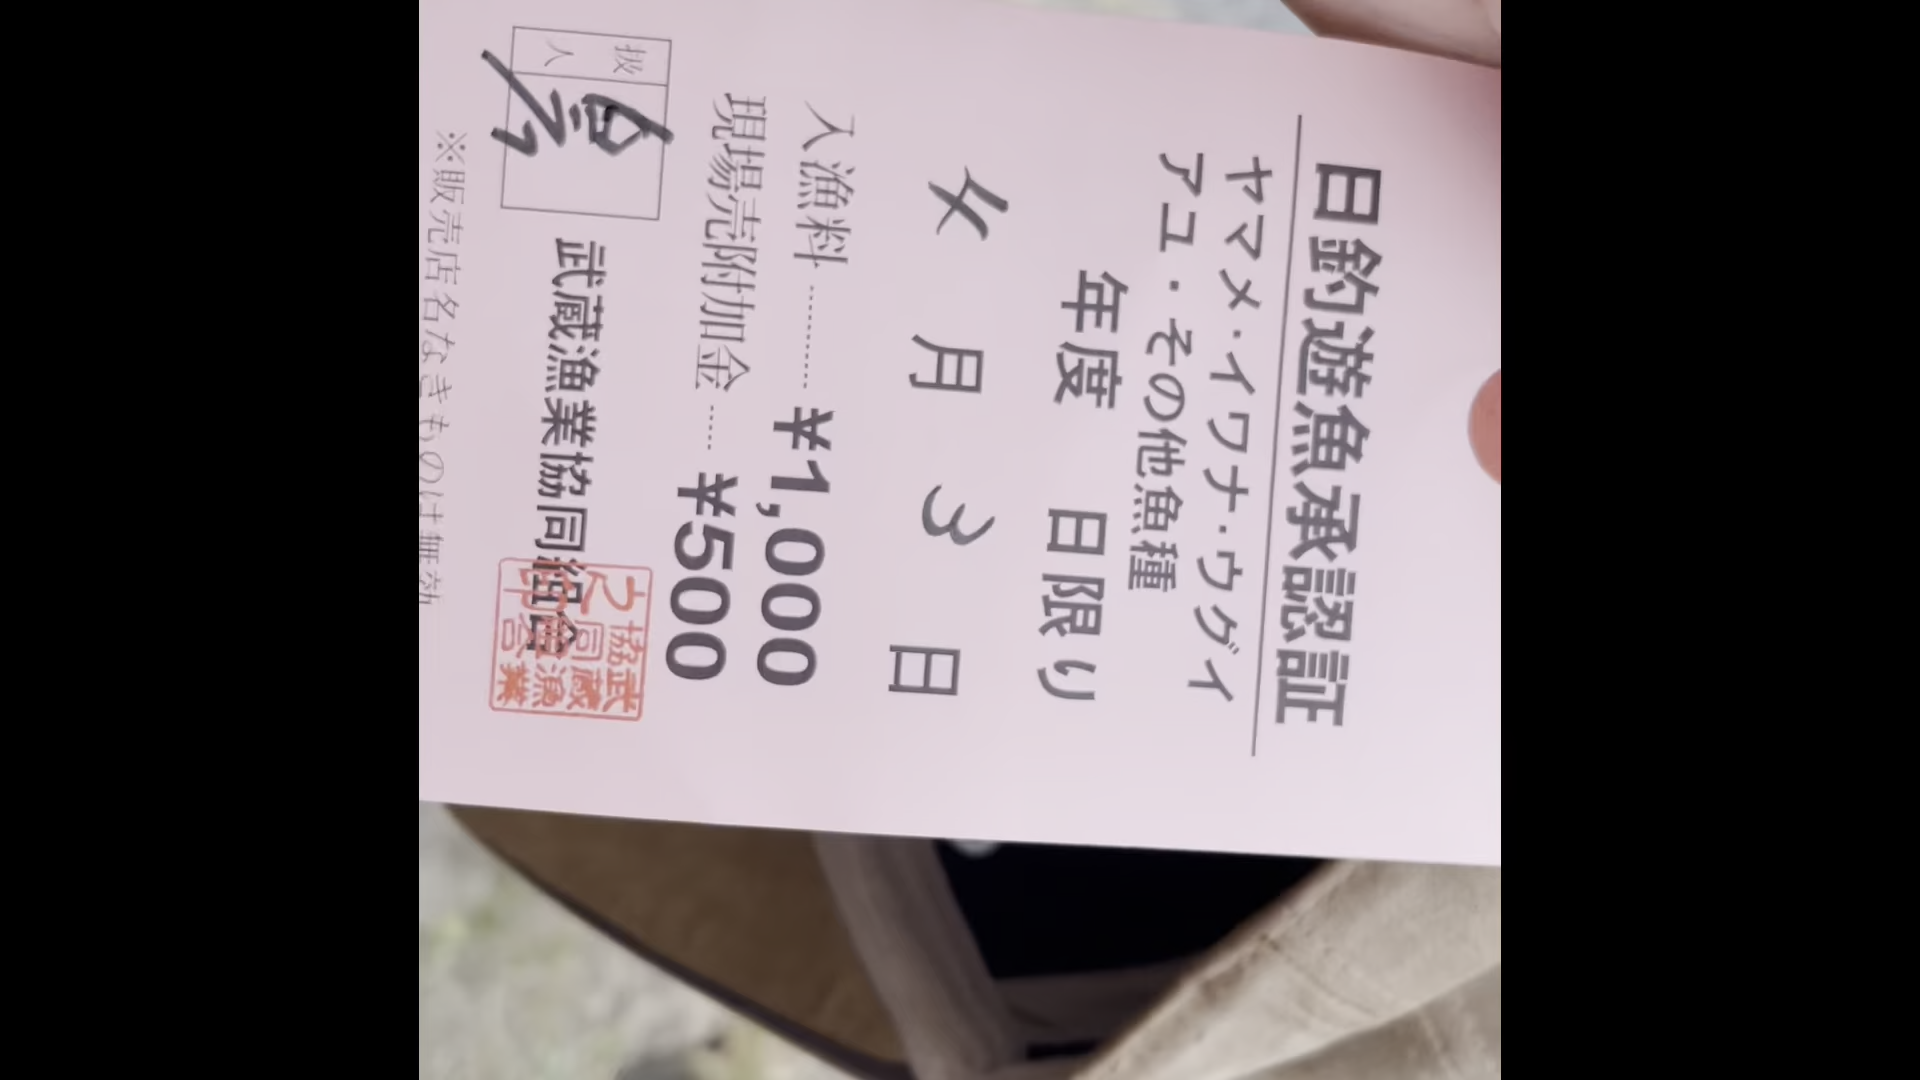 日釣遊魚承認証
ヤマメ・イワナ・ウグイ
アユ・その他魚種
年度 日限り
4月3日
入漁料………¥1,000
現場売附加金……¥500
扱人
武蔵漁業協同組合
※販売店名なきものは無効